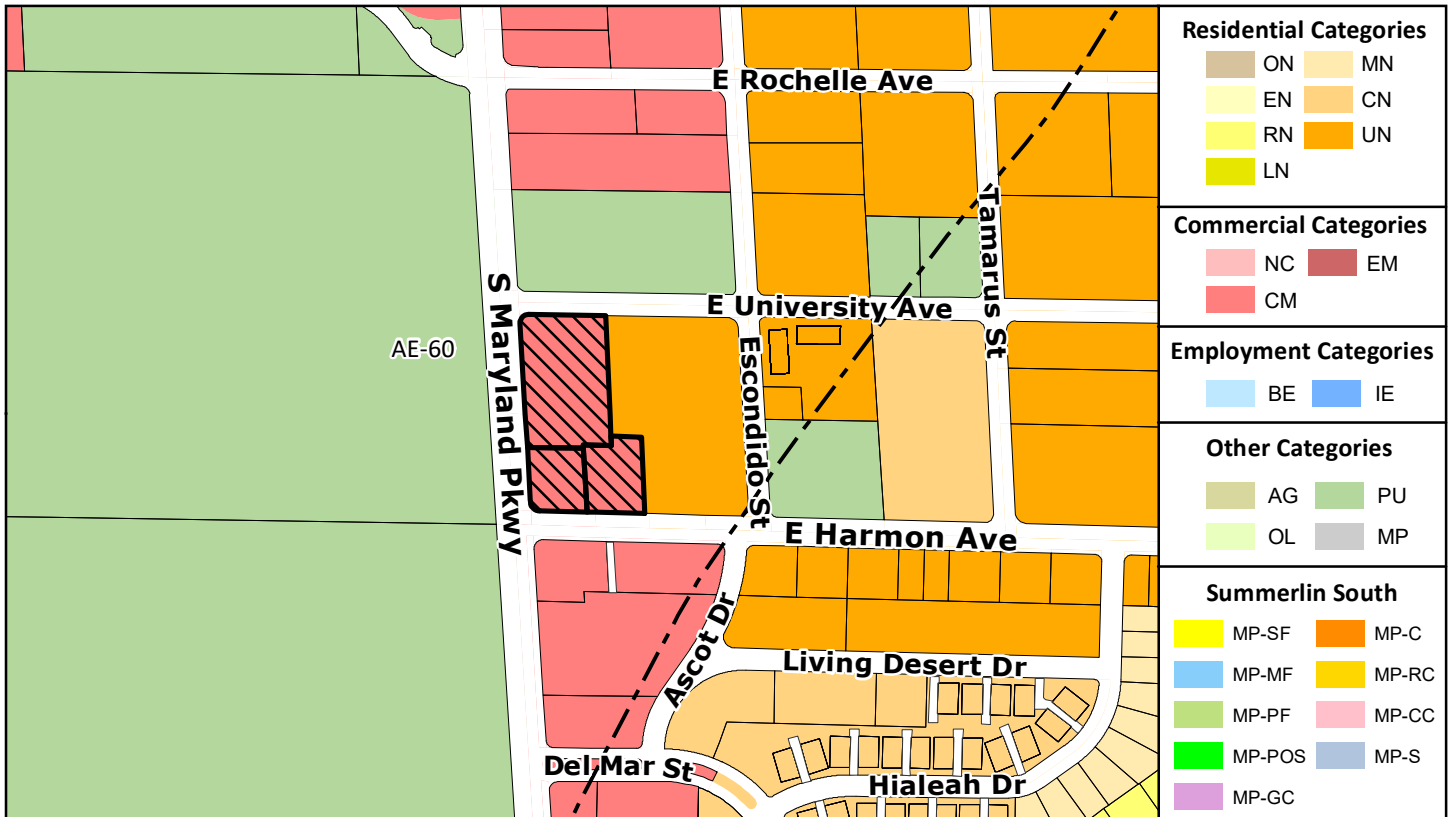 E Rochelle Ave
Tamarus St
S Maryland Pkwy
E University Ave
AE-60
Escondido St
E Harmon Ave
Ascot Dr
Living Desert Dr
Del Mar St
Hialeah Dr
Residential Categories
ON MN
EN CN
RN UN
LN
Commercial Categories
NC EM
CM
Employment Categories
BE IE
Other Categories
AG PU
OL MP
Summerlin South
MP-SF MP-C
MP-MF MP-RC
MP-PF MP-CC
MP-POS MP-S
MP-GC